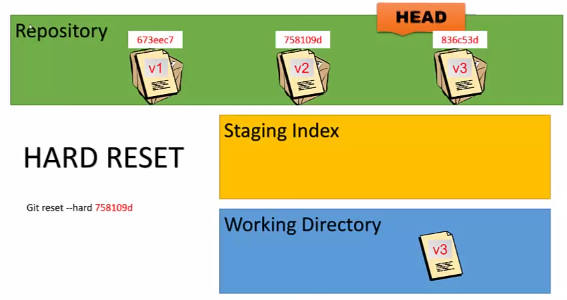 HEAD
Repository
673eec7
758109d
836c53d
v1
v2
v3
Staging Index
HARD RESET
Git reset --hard 758109d
Working Directory
v3